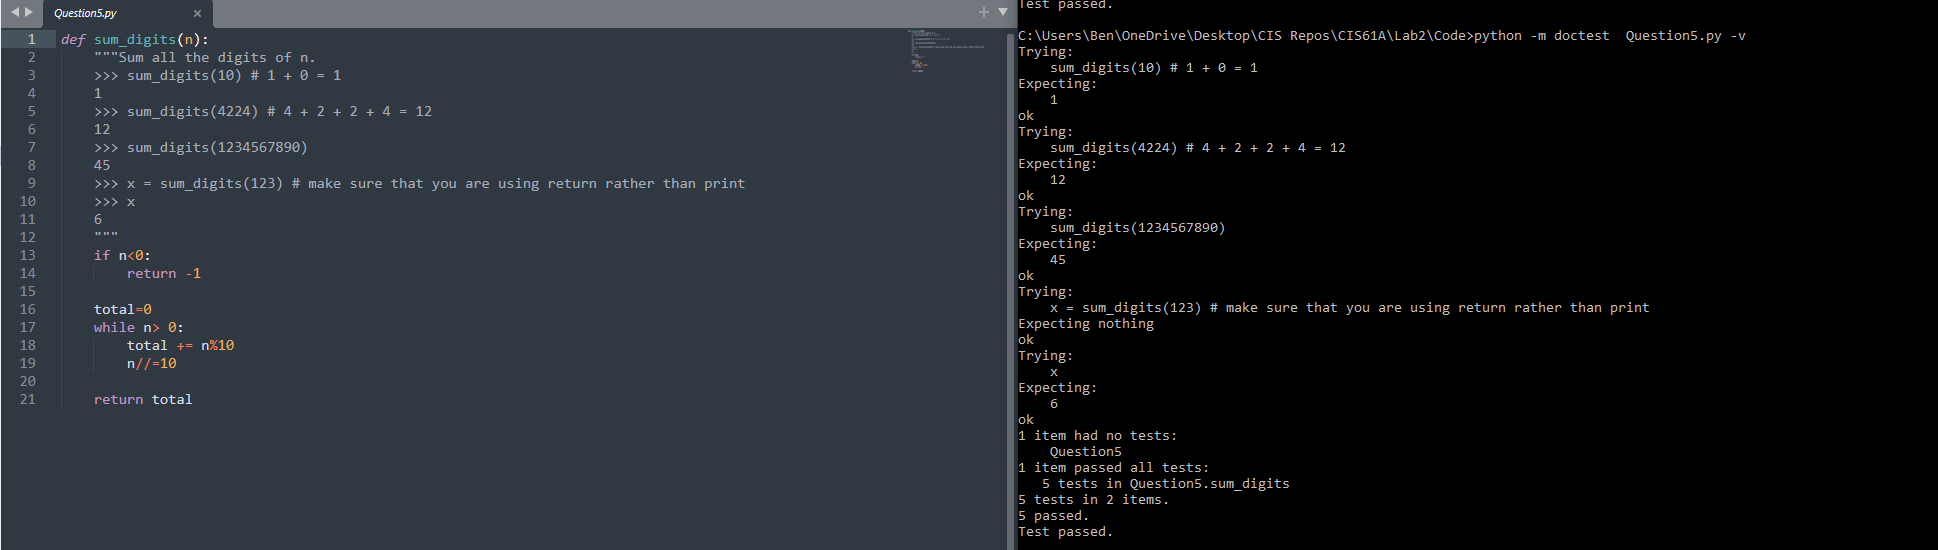 Question5.py
1 def sum_digits(n):
2 """Sum all the digits of n.
3 >>> sum_digits(10) # 1 + 0 = 1
4 1
5 >>> sum_digits(4224) # 4 + 2 + 2 + 4 = 12
6 12
7 >>> sum_digits(1234567890)
8 45
9 >>> x = sum_digits(123) # make sure that you are using return rather than print
10 >>> x
11 6
12 """
13 if n<0:
14 return -1
15
16 total=0
17 while n> 0:
18 total += n%10
19 n//=10
20
21 return total
Test passed.
C:\Users\Ben\OneDrive\Desktop\CIS Repos\CIS61A\Lab2\Code>python -m doctest  Question5.py -v
Trying:
sum_digits(10) # 1 + 0 = 1
Expecting:
1
ok
Trying:
sum_digits(4224) # 4 + 2 + 2 + 4 = 12
Expecting:
12
ok
Trying:
sum_digits(1234567890)
Expecting:
45
ok
Trying:
x = sum_digits(123) # make sure that you are using return rather than print
Expecting nothing
ok
Trying:
x
Expecting:
6
ok
1 item had no tests:
Question5
1 item passed all tests:
5 tests in Question5.sum_digits
5 tests in 2 items.
5 passed.
Test passed.